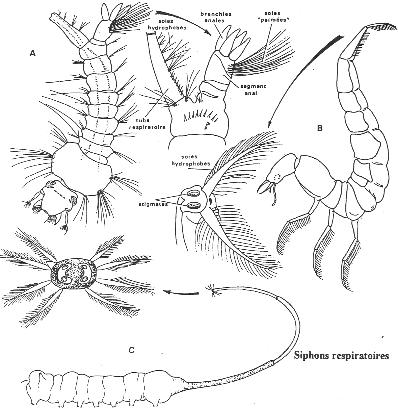 soies
hydrophobes
branchies
anales
soies
"palmées"
A
segment
anal
tube
respiratoire
B
soies
hydrophobes
stigmates
C
Siphons respiratoires